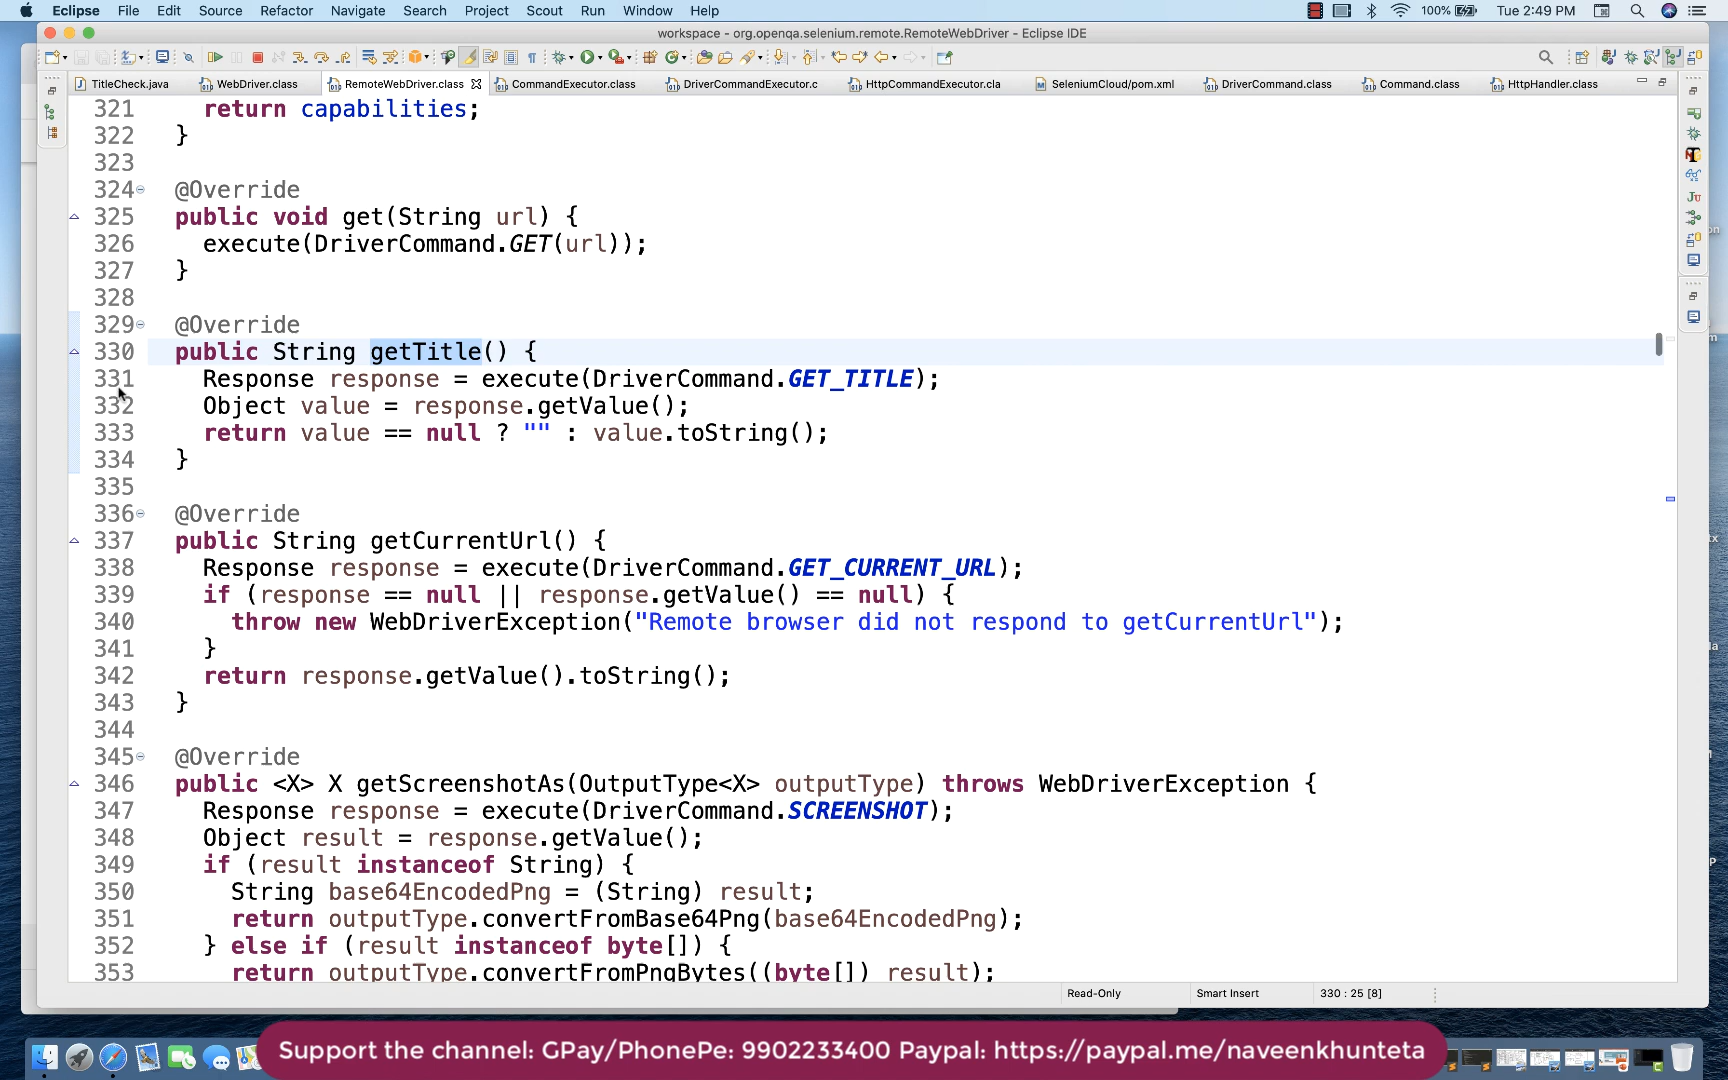 Eclipse File Edit Source Refactor Navigate Search Project Scout Run Window Help 100% Tue 2:49 PM
workspace - org.openqa.selenium.remote.RemoteWebDriver - Eclipse IDE
TitleCheck.java WebDriver.class RemoteWebDriver.class CommandExecutor.class DriverCommandExecutor.c HttpCommandExecutor.cla SeleniumCloud/pom.xml DriverCommand.class Command.class HttpHandler.class
321 return capabilities;
322 }
323
324 @Override
325 public void get(String url) {
326 execute(DriverCommand.GET(url));
327 }
328
329 @Override
330 public String getTitle() {
331 Response response = execute(DriverCommand.GET_TITLE);
332 Object value = response.getValue();
333 return value == null ? "" : value.toString();
334 }
335
336 @Override
337 public String getCurrentUrl() {
338 Response response = execute(DriverCommand.GET_CURRENT_URL);
339 if (response == null || response.getValue() == null) {
340 throw new WebDriverException("Remote browser did not respond to getCurrentUrl");
341 }
342 return response.getValue().toString();
343 }
344
345 @Override
346 public <X> X getScreenshotAs(OutputType<X> outputType) throws WebDriverException {
347 Response response = execute(DriverCommand.SCREENSHOT);
348 Object result = response.getValue();
349 if (result instanceof String) {
350 String base64EncodedPng = (String) result;
351 return outputType.convertFromBase64Png(base64EncodedPng);
352 } else if (result instanceof byte[]) {
353 return outputType.convertFromPngBytes((byte[]) result);
Read-Only Smart Insert 330 : 25 [8]
Support the channel: GPay/PhonePe: 9902233400 Paypal: https://paypal.me/naveenkhunteta